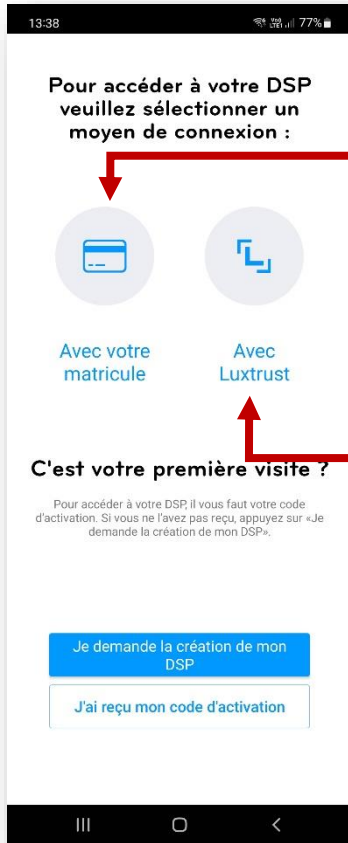 13:38
Vo) LTE1 77%
Pour accéder à votre DSP
veuillez sélectionner un
moyen de connexion :
Avec votre
matricule
Avec
Luxtrust
C'est votre première visite ?
Pour accéder à votre DSP, il vous faut votre code
d'activation. Si vous ne l'avez pas reçu, appuyez sur «Je
demande la création de mon DSP».
Je demande la création de mon
DSP
J'ai reçu mon code d'activation